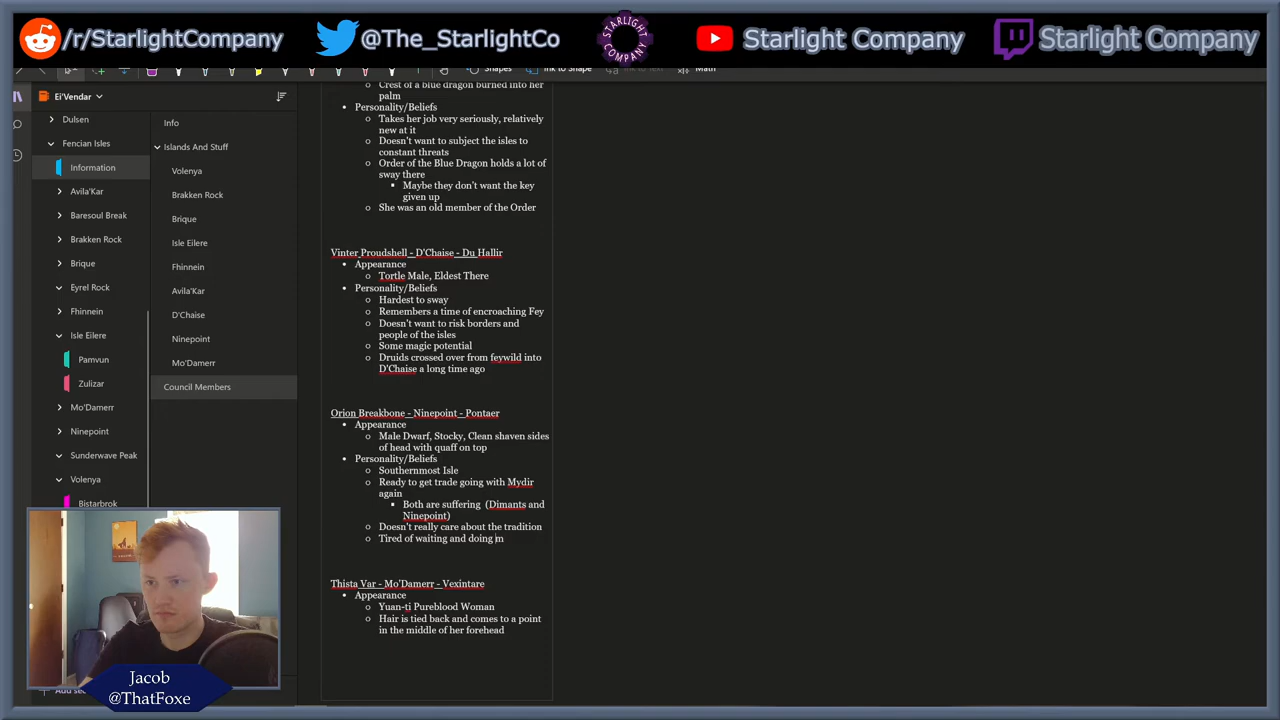 /r/StarlightCompany
@The_StarlightCo
STARLIGHT COMPANY
Starlight Company
Starlight Company
Shapes
Ink to Shape
Ink to Text
Math
Ei'Vendar
Dulsen
Fencian Isles
Information
Avila'Kar
Baresoul Break
Brakken Rock
Brique
Eyrel Rock
Fhinnein
Isle Eilere
Pamvun
Zulizar
Mo'Damerr
Ninepoint
Sunderwave Peak
Volenya
Bistarbrok
Info
Islands And Stuff
Volenya
Brakken Rock
Brique
Isle Eilere
Fhinnein
Avila'Kar
D'Chaise
Ninepoint
Mo'Damerr
Council Members
Crest of a blue dragon burned into her
palm
Personality/Beliefs
Takes her job very seriously, relatively
new at it
Doesn't want to subject the isles to
constant threats
Order of the Blue Dragon holds a lot of
sway there
Maybe they don't want the key
given up
She was an old member of the Order
Vinter Proudshell - D'Chaise - Du Hallir
Appearance
Tortle Male, Eldest There
Personality/Beliefs
Hardest to sway
Remembers a time of encroaching Fey
Doesn't want to risk borders and
people of the isles
Some magic potential
Druids crossed over from feywild into
D'Chaise a long time ago
Orion Breakbone - Ninepoint - Pontaer
Appearance
Male Dwarf, Stocky, Clean shaven sides
of head with quaff on top
Personality/Beliefs
Southernmost Isle
Ready to get trade going with Mydir
again
Both are suffering (Dimants and
Ninepoint)
Doesn't really care about the tradition
Tired of waiting and doing m
Thista Var - Mo'Damerr - Vexintare
Appearance
Yuan-ti Pureblood Woman
Hair is tied back and comes to a point
in the middle of her forehead
Jacob
@ThatFoxe